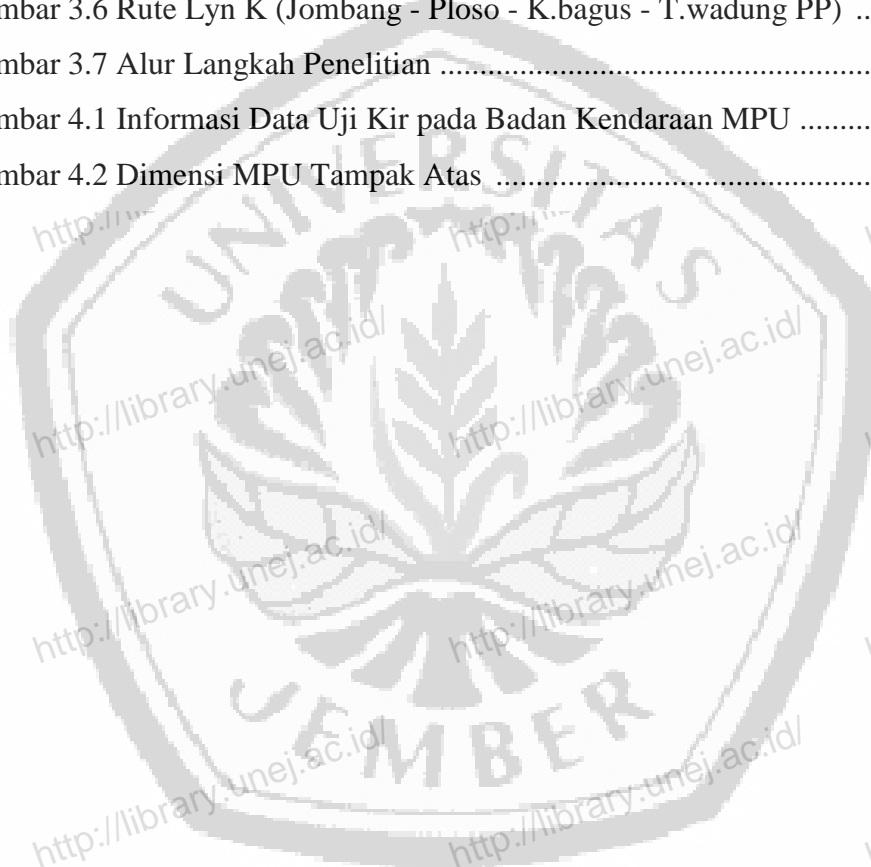 mbar 3.6 Rute Lyn K (Jombang - Ploso - K.bagus - T.wadung PP) ..
mbar 3.7 Alur Langkah Penelitian ......................................................
mbar 4.1 Informasi Data Uji Kir pada Badan Kendaraan MPU .........
mbar 4.2 Dimensi MPU Tampak Atas ...............................................
UNIVERSITAS
http://library.unej.ac.id/
http://library.unej.ac.id/
http://library.unej.ac.id/
http://library.unej.ac.id/
JEMBER
http://library.unej.ac.id/
http://library.unej.ac.id/